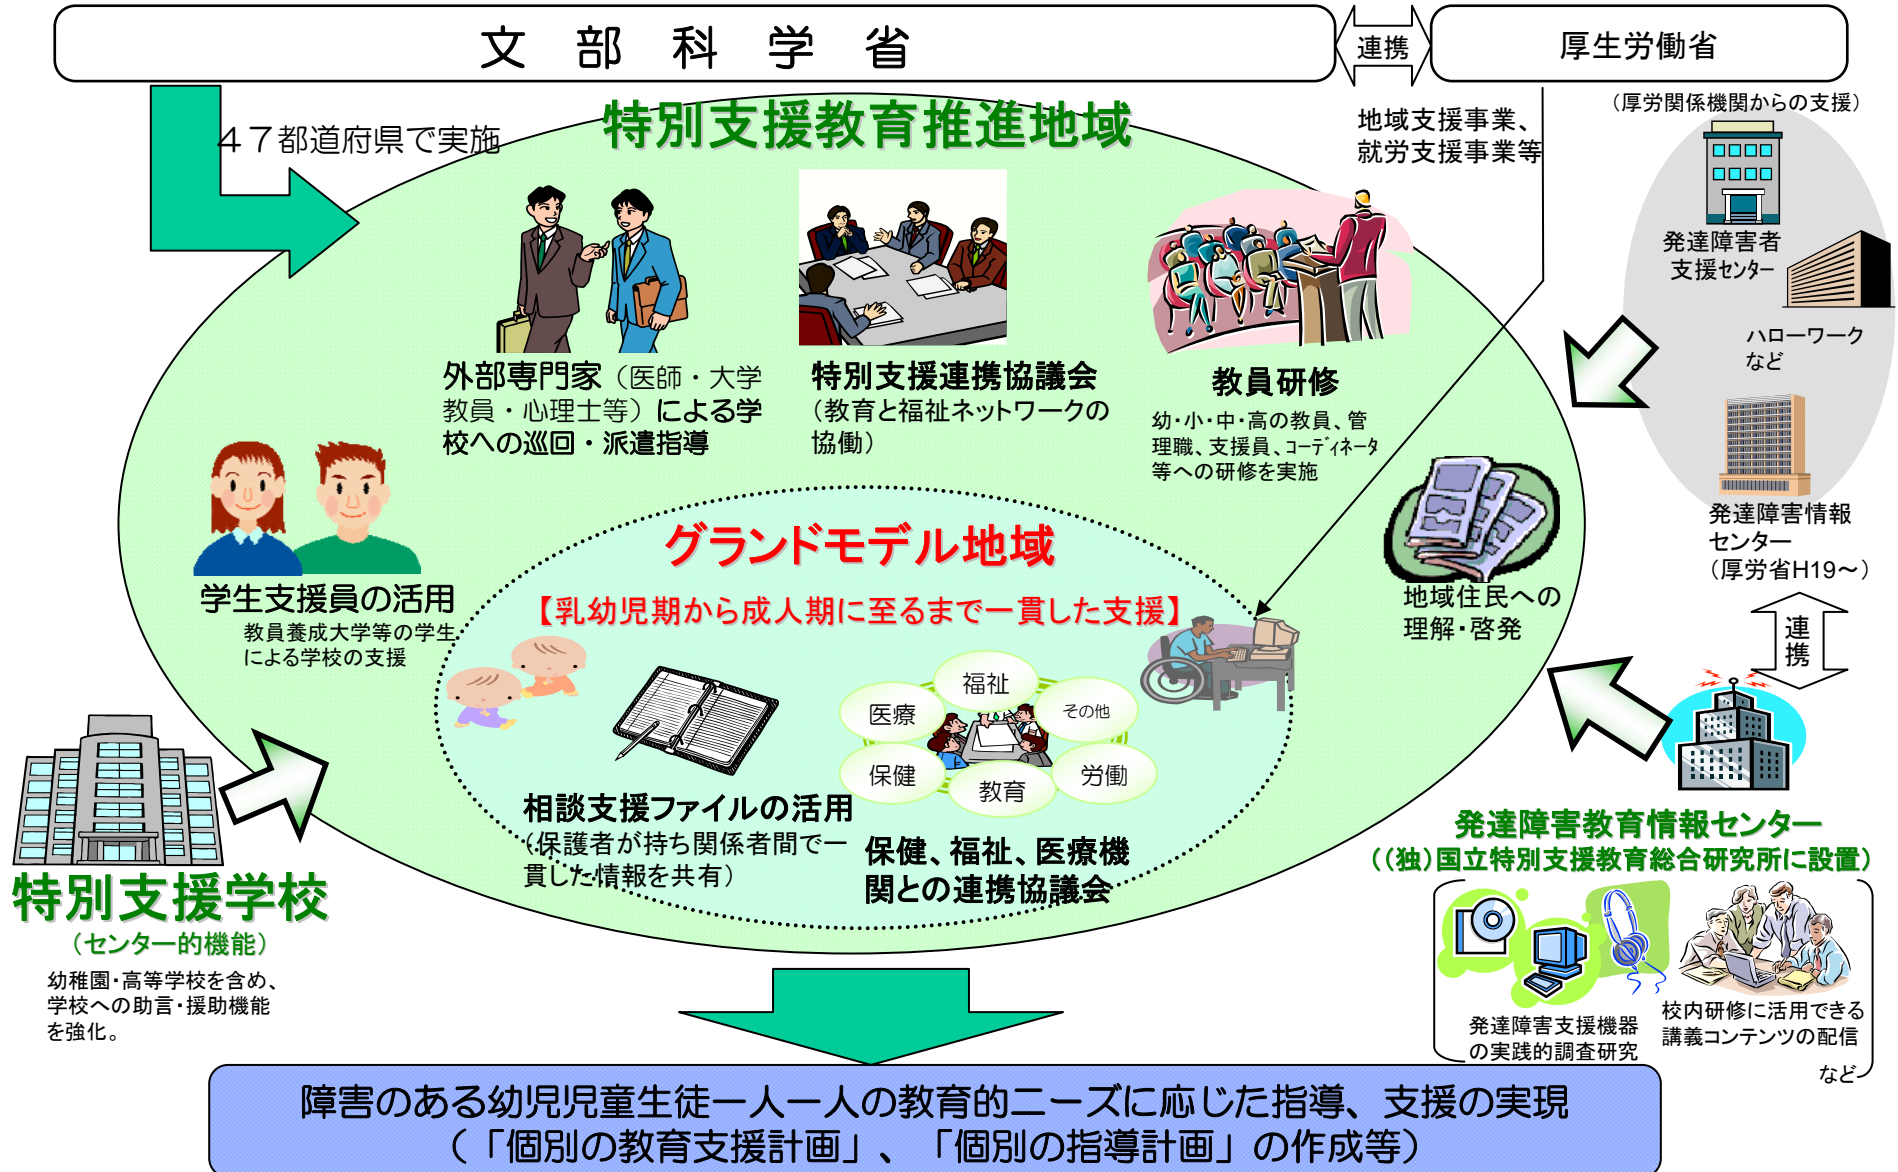 文部科学省
連携
厚生労働省
４７都道府県で実施
特別支援教育推進地域
地域支援事業、
就労支援事業等
（厚労関係機関からの支援）
発達障害者
支援センター
ハローワーク
など
発達障害情報
センター
（厚労省H19～）
連携
外部専門家（医師・大学
教員・心理士等）による学
校への巡回・派遣指導
特別支援連携協議会
（教育と福祉ネットワークの
協働）
教員研修
幼・小・中・高の教員、管
理職、支援員、コーディネータ
等への研修を実施
学生支援員の活用
教員養成大学等の学生
による学校の支援
地域住民への
理解・啓発
グランドモデル地域
【乳幼児期から成人期に至るまで一貫した支援】
福祉
医療
その他
保健
教育
労働
相談支援ファイルの活用
（保護者が持ち関係者間で一
貫した情報を共有）
保健、福祉、医療機
関との連携協議会
特別支援学校
（センター的機能）
幼稚園・高等学校を含め、
学校への助言・援助機能
を強化。
発達障害教育情報センター
（（独）国立特別支援教育総合研究所に設置）
発達障害支援機器
の実践的調査研究
校内研修に活用できる
講義コンテンツの配信
など
障害のある幼児児童生徒一人一人の教育的ニーズに応じた指導、支援の実現
（「個別の教育支援計画」、「個別の指導計画」の作成等）